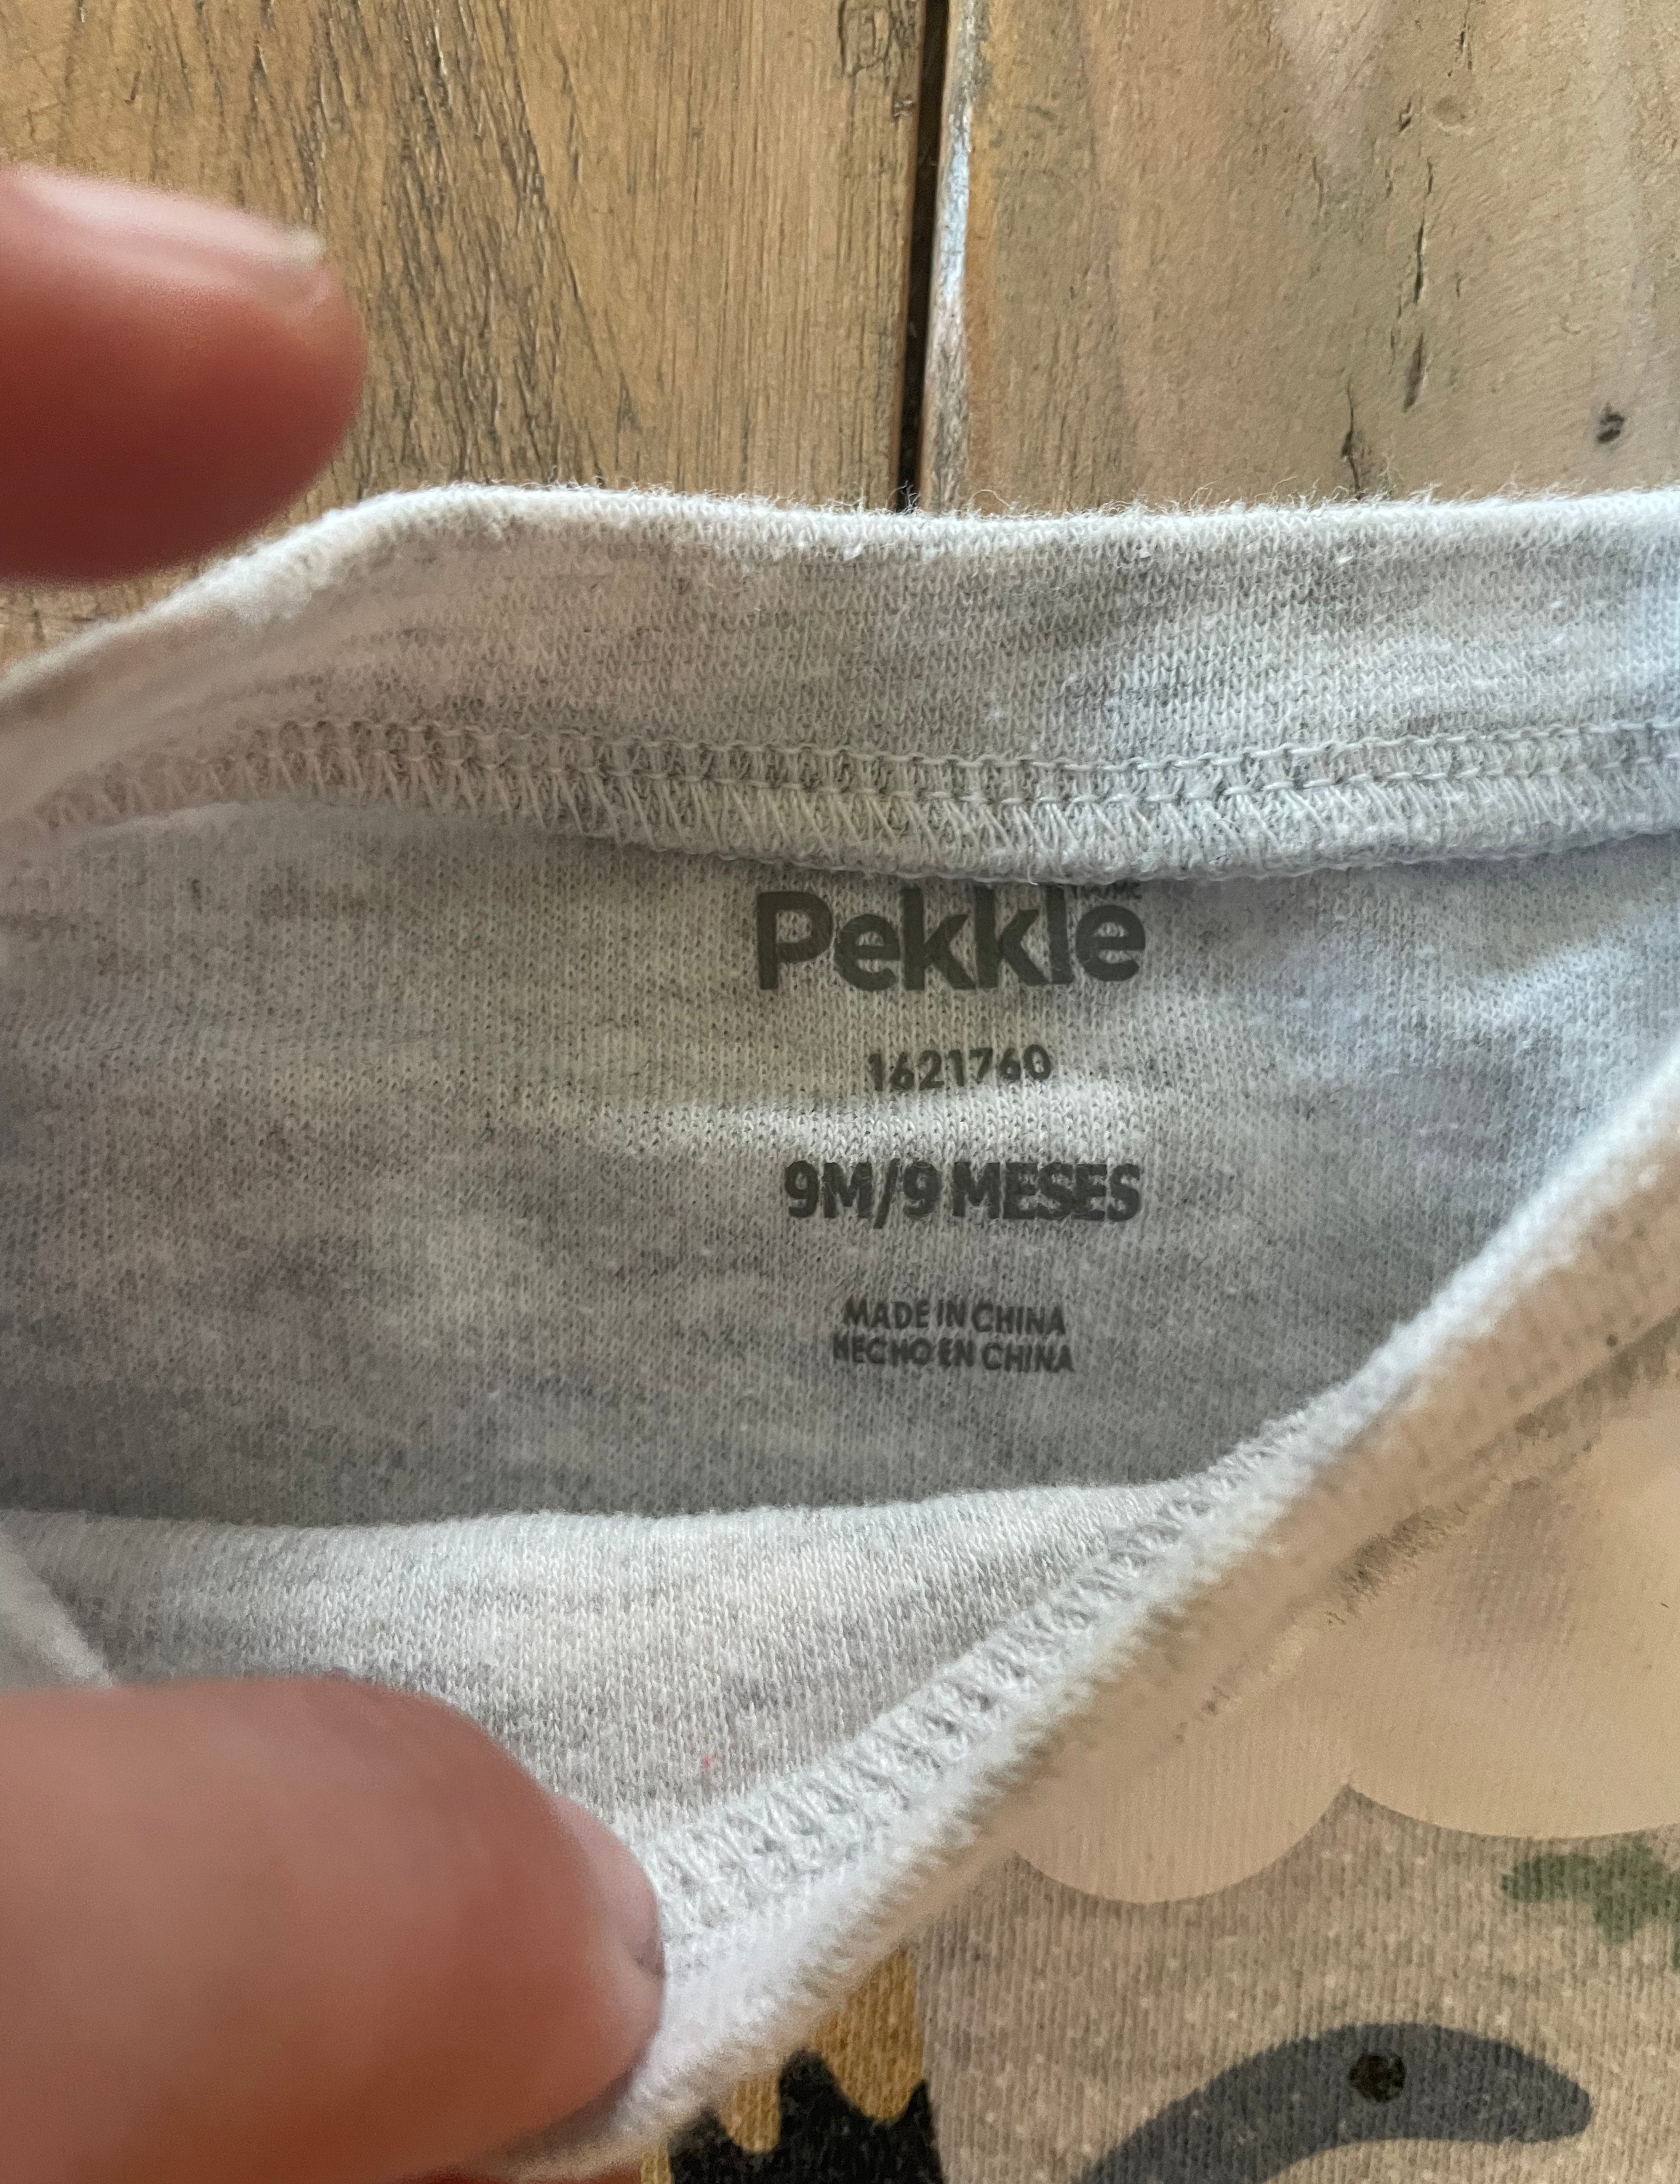 Pekkle
1621760
9M/9 MESES
MADE IN CHINA
HECHO EN CHINA